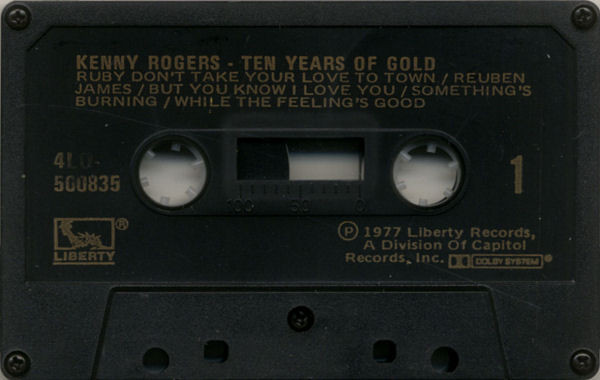 KENNY ROGERS - TEN YEARS OF GOLD
RUBY DON'T TAKE YOUR LOVE TO TOWN / REUBEN
JAMES / BUT YOU KNOW I LOVE YOU / SOMETHING'S
BURNING / WHILE THE FEELING'S GOOD
500835
1
100 50 0
LIBERTY®
℗ 1977 Liberty Records,
A Division Of Capitol
Records, Inc. DOLBY SYSTEM®